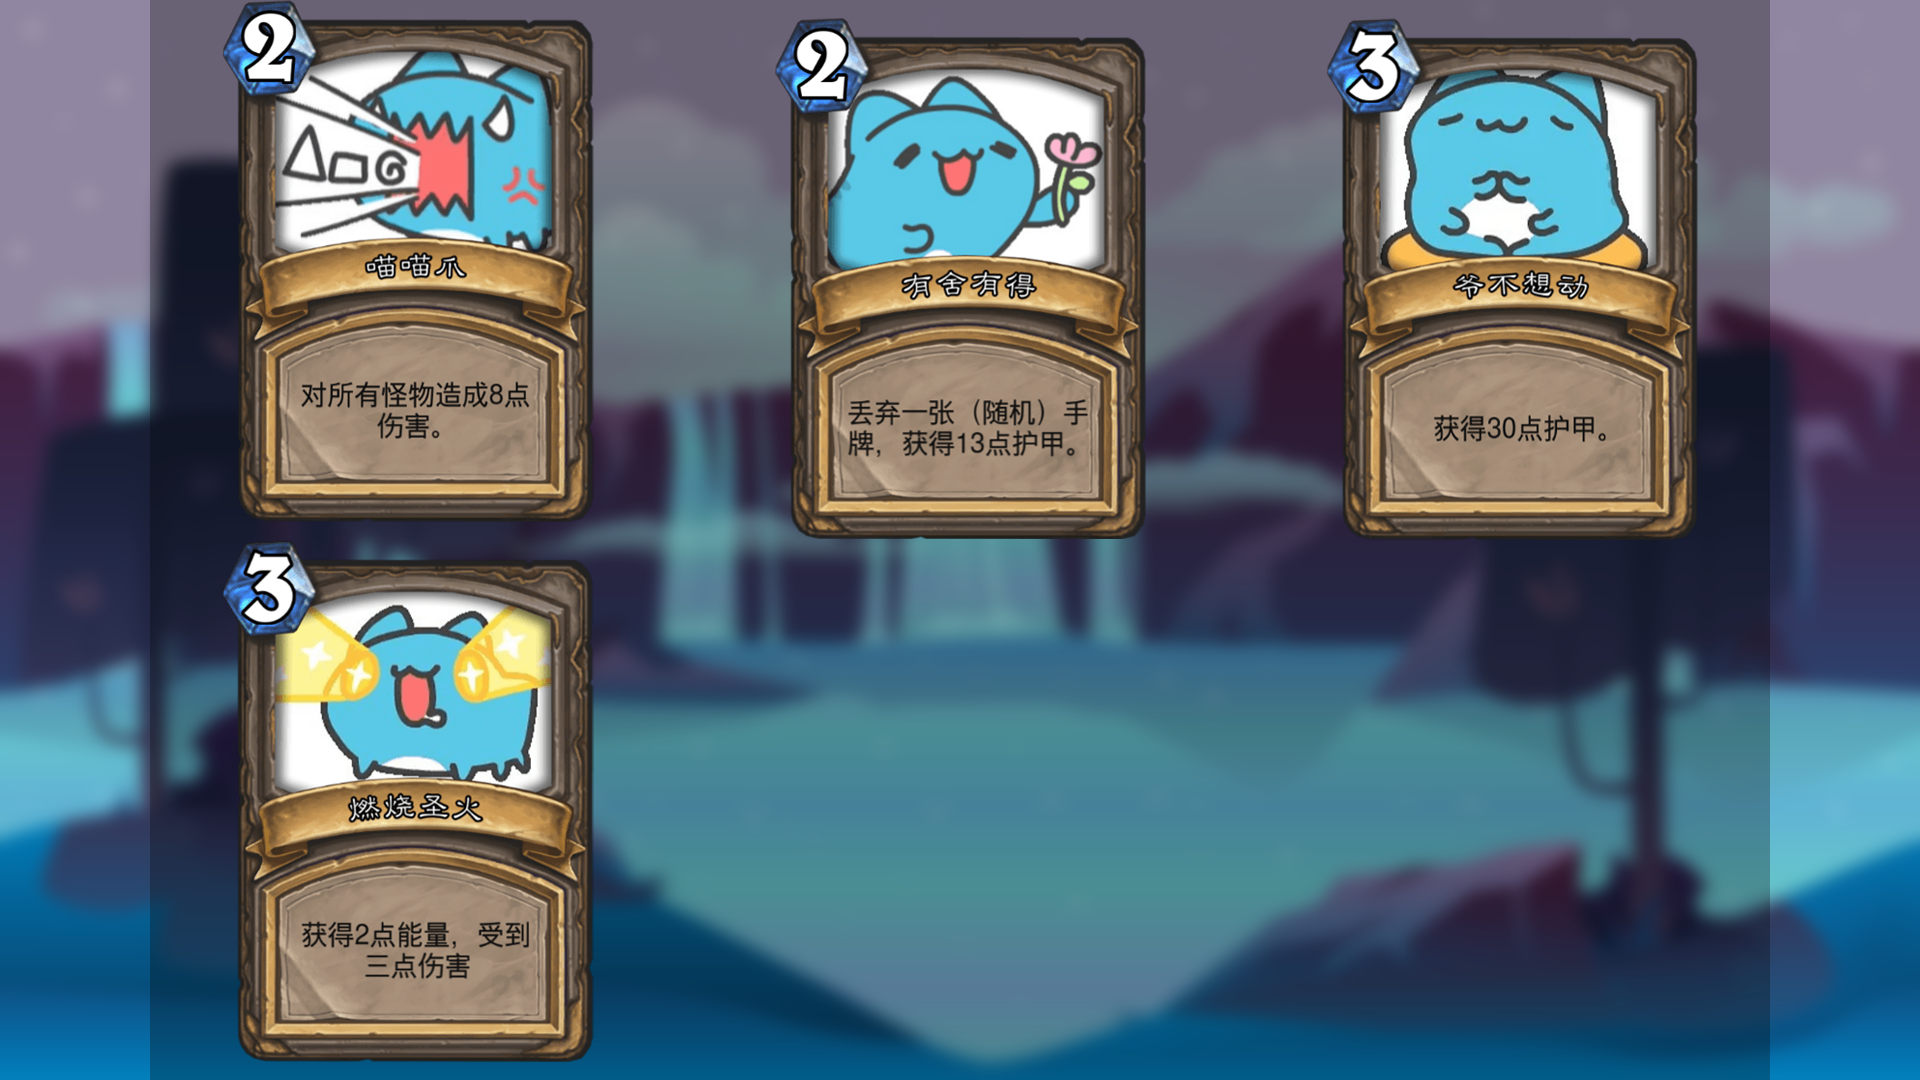 2
喵喵爪
对所有怪物造成8点
伤害。
2
有舍有得
丢弃一张（随机）手
牌，获得13点护甲。
3
爷不想动
获得30点护甲。
3
燃烧圣火
获得2点能量，受到
三点伤害